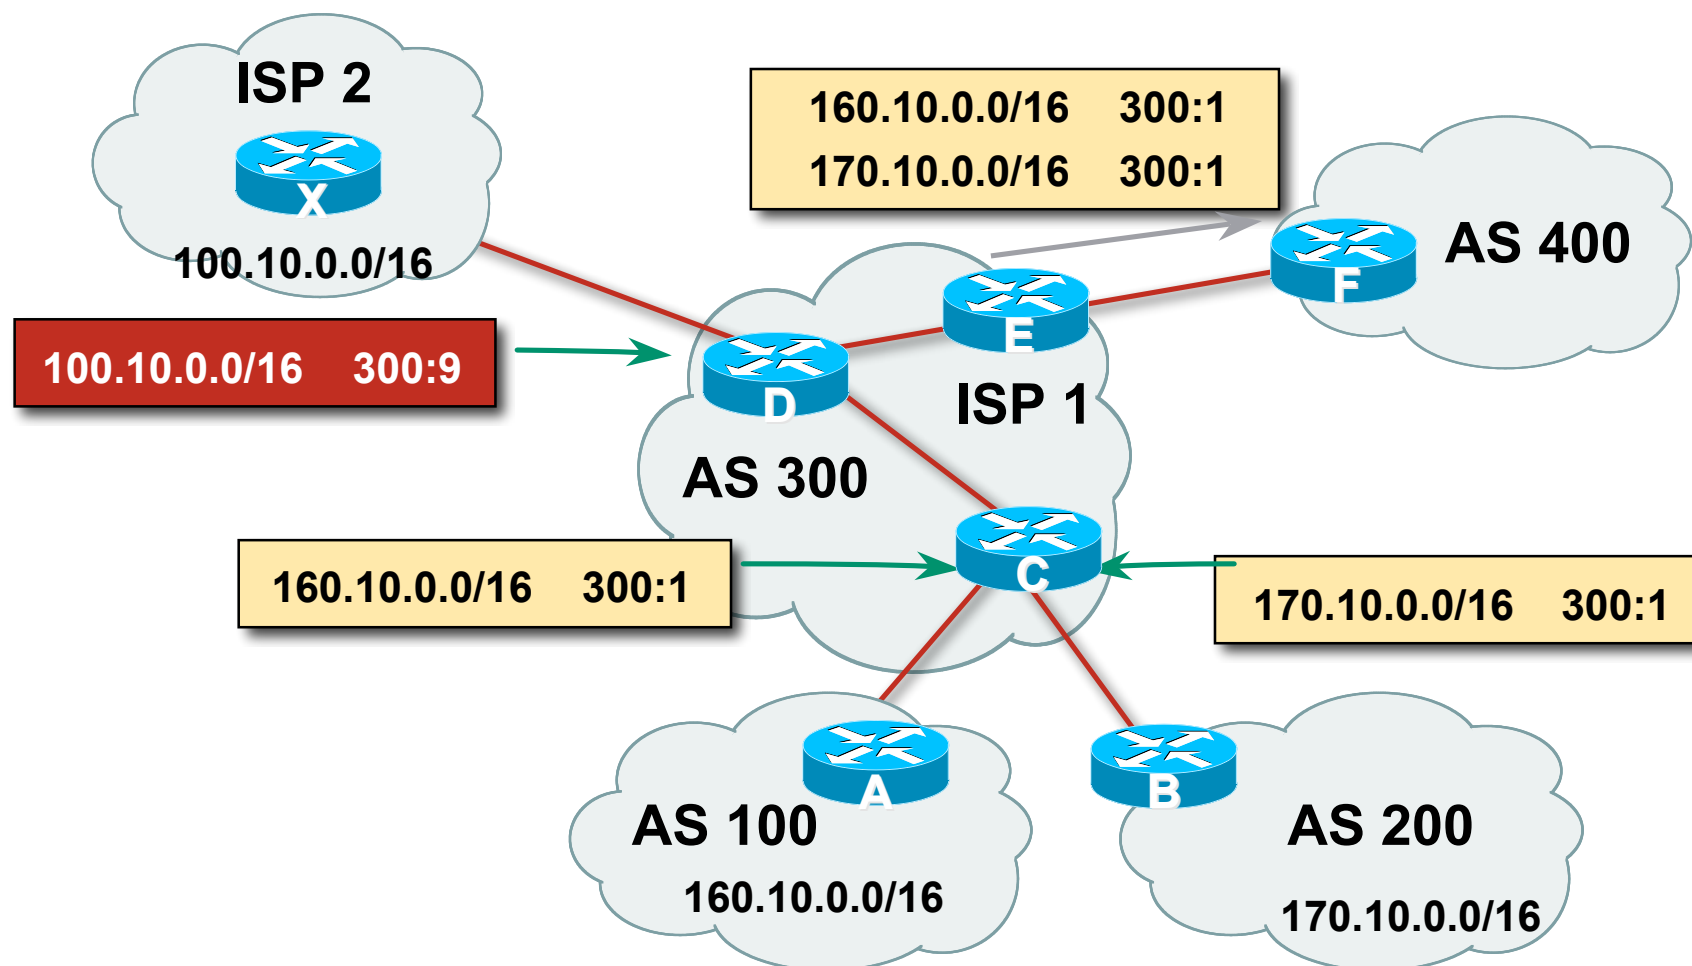 ISP 2
X
100.10.0.0/16
160.10.0.0/16 300:1
170.10.0.0/16 300:1
F
AS 400
E
100.10.0.0/16 300:9
D
ISP 1
AS 300
160.10.0.0/16 300:1
C
170.10.0.0/16 300:1
A
AS 100
160.10.0.0/16
B
AS 200
170.10.0.0/16